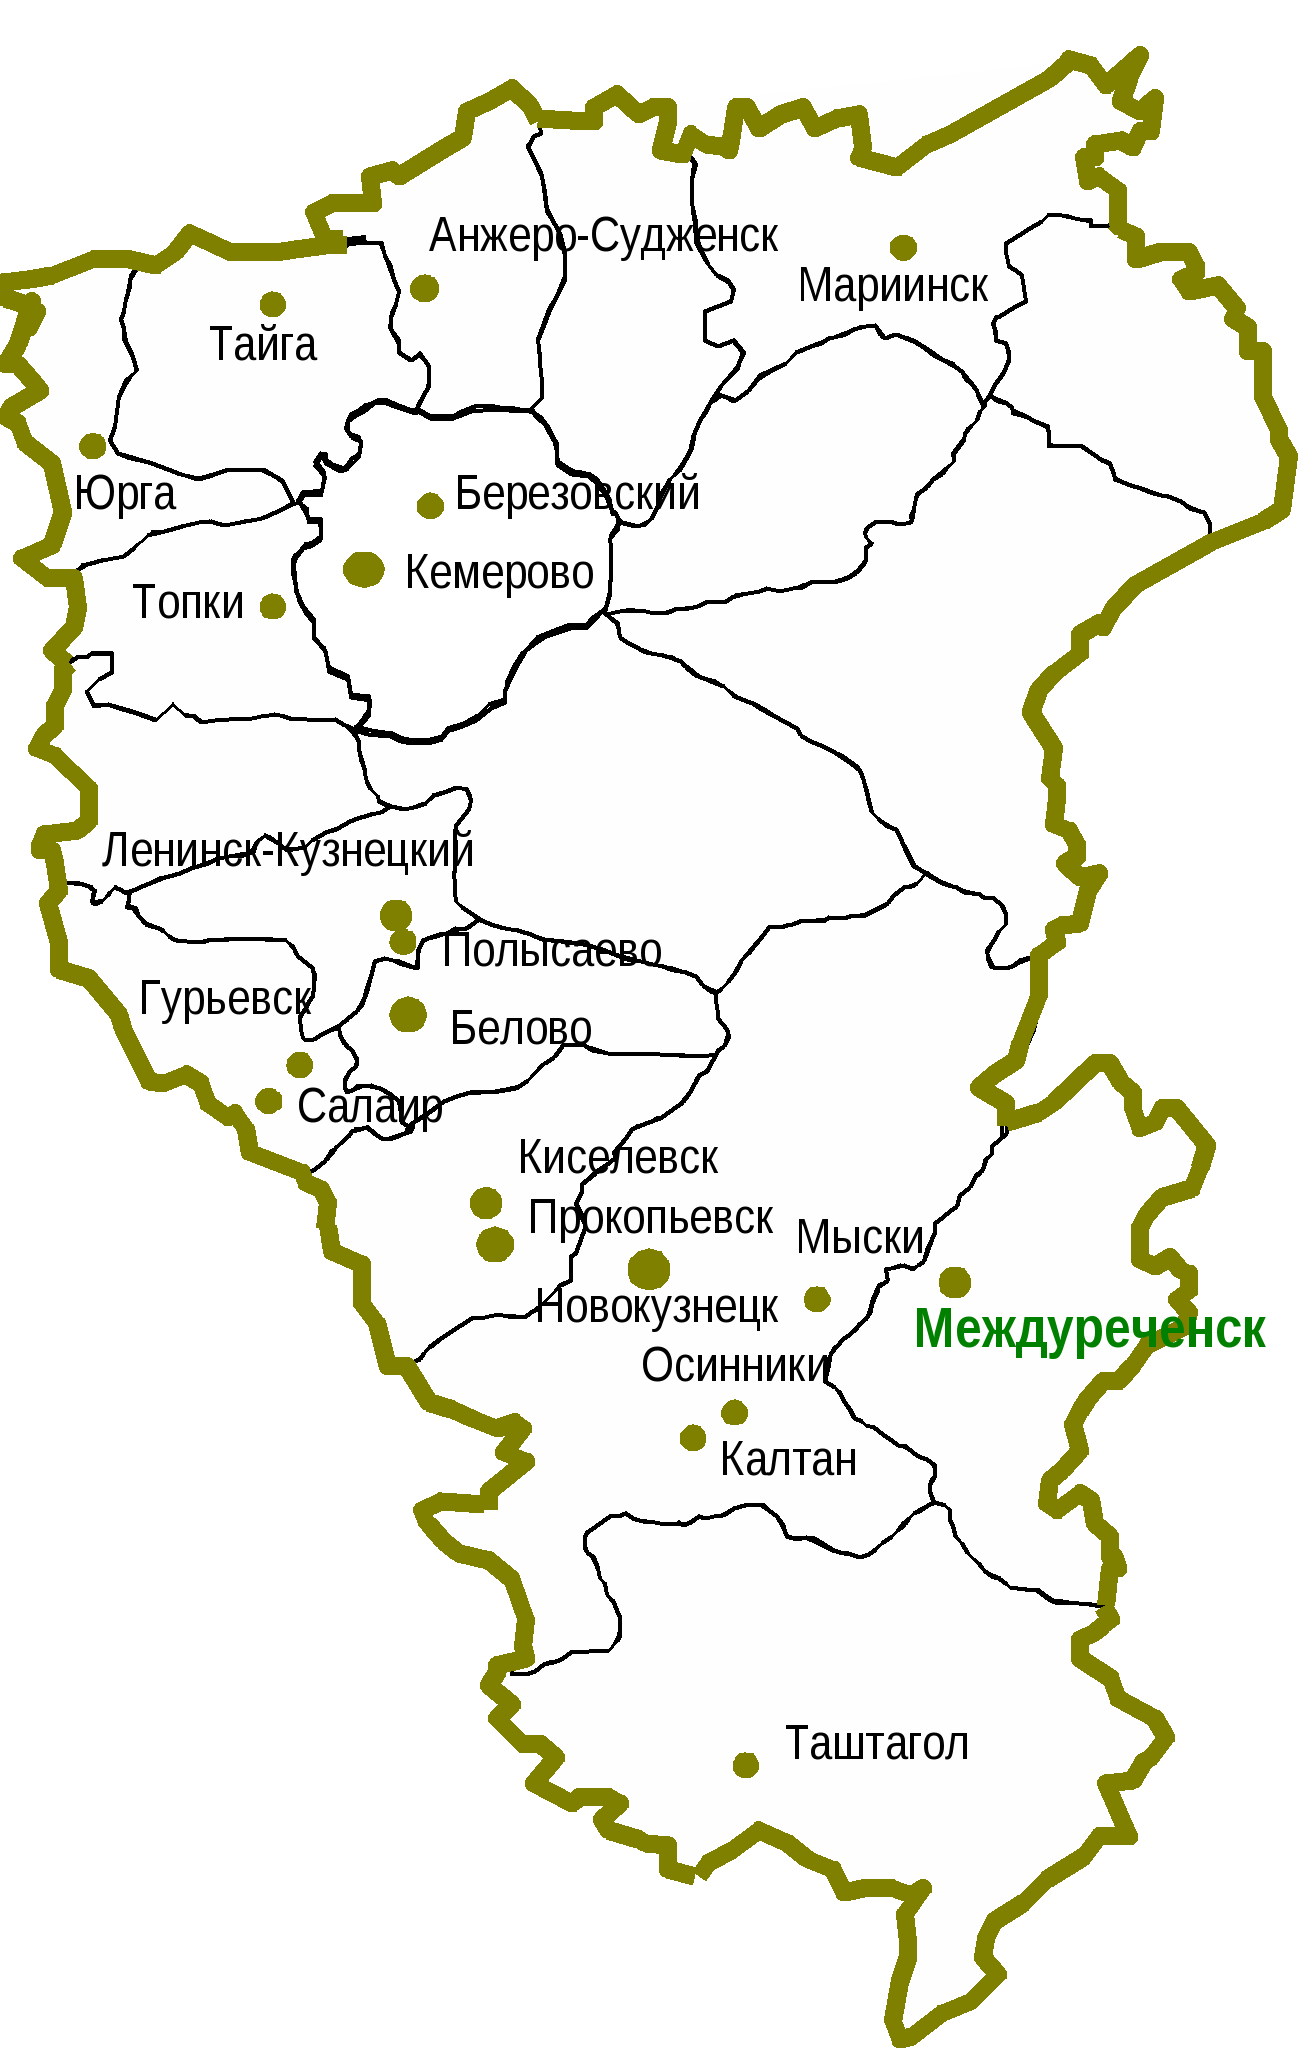 Анжеро-Судженск
Мариинск
Тайга
Юрга
Березовский
Кемерово
Топки
Ленинск-Кузнецкий
Полысаево
Гурьевск
Белово
Салаир
Киселевск
Прокопьевск
Мыски
Новокузнецк
Междуреченск
Осинники
Калтан
Таштагол